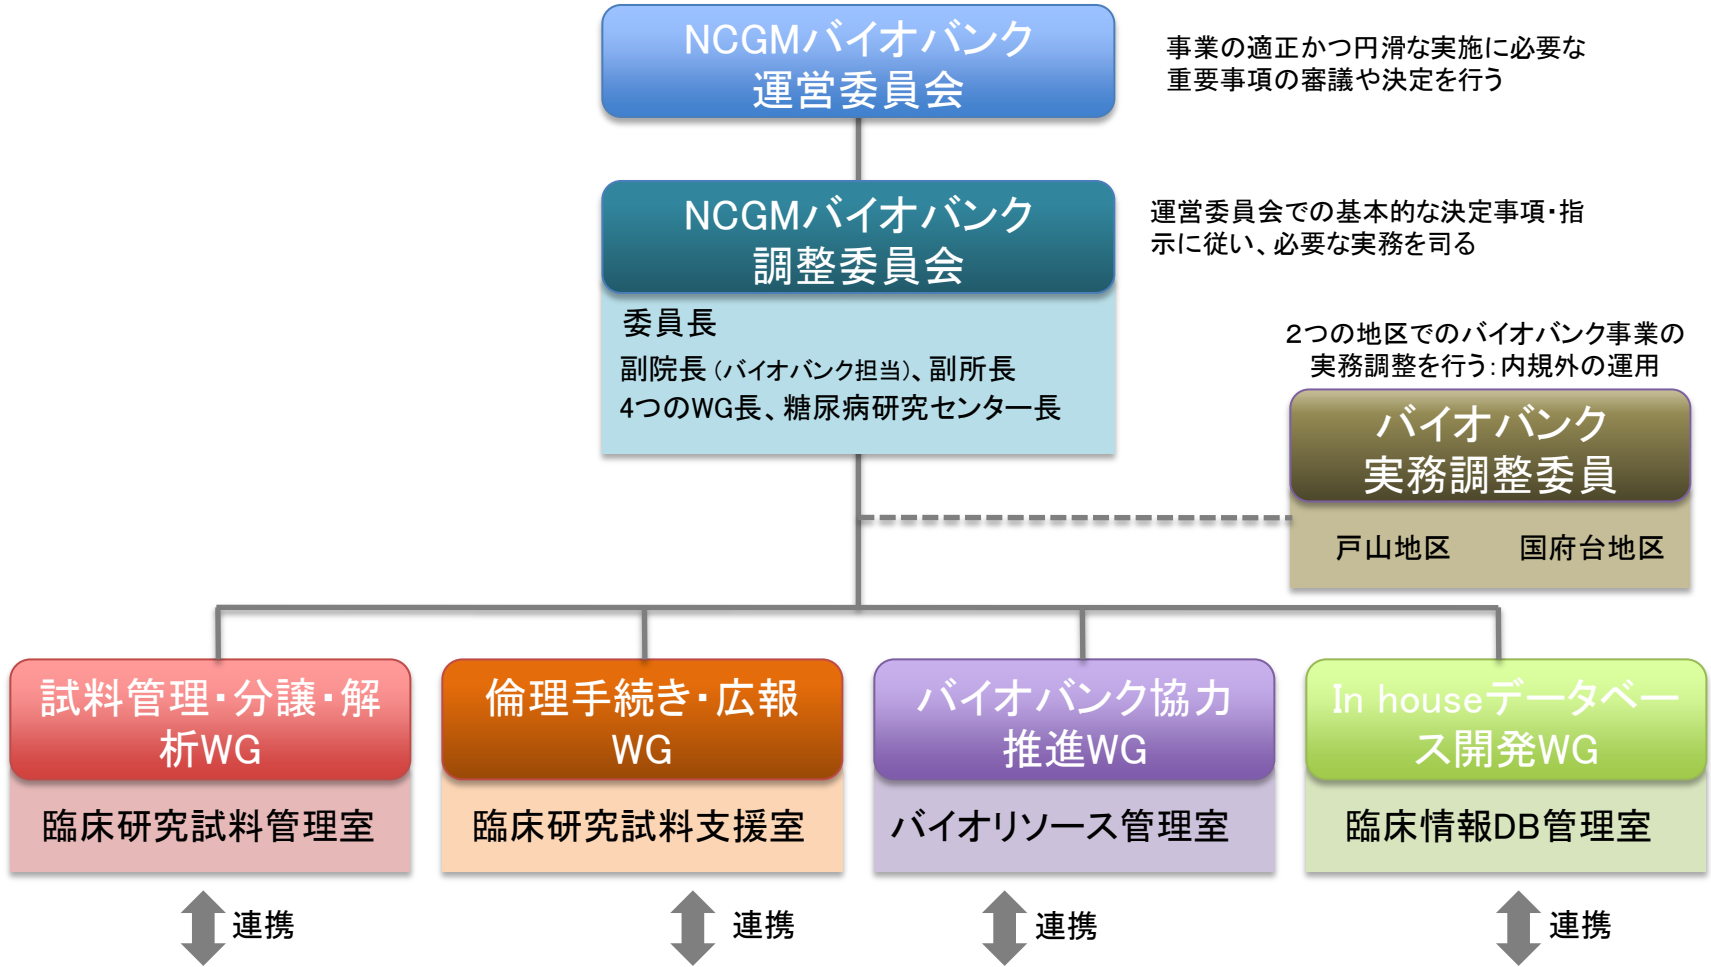 NCGMバイオバンク
運営委員会
事業の適正かつ円滑な実施に必要な
重要事項の審議や決定を行う
NCGMバイオバンク
調整委員会
運営委員会での基本的な決定事項・指
示に従い、必要な実務を司る
委員長
副院長(バイオバンク担当)、副所長
4つのWG長、糖尿病研究センター長
２つの地区でのバイオバンク事業の
実務調整を行う：内規外の運用
バイオバンク
実務調整委員
戸山地区 国府台地区
試料管理・分譲・解
析WG
臨床研究試料管理室
倫理手続き・広報
WG
臨床研究試料支援室
バイオバンク協力
推進WG
バイオリソース管理室
In houseデータベー
ス開発WG
臨床情報DB管理室
連携
連携
連携
連携